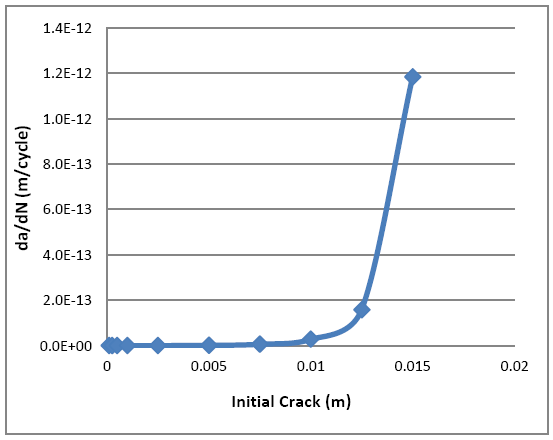 1.4E-12
1.2E-12
1.0E-12
8.0E-13
6.0E-13
4.0E-13
2.0E-13
0.0E+00
da/dN (m/cycle)
0 0.005 0.01 0.015 0.02
Initial Crack (m)